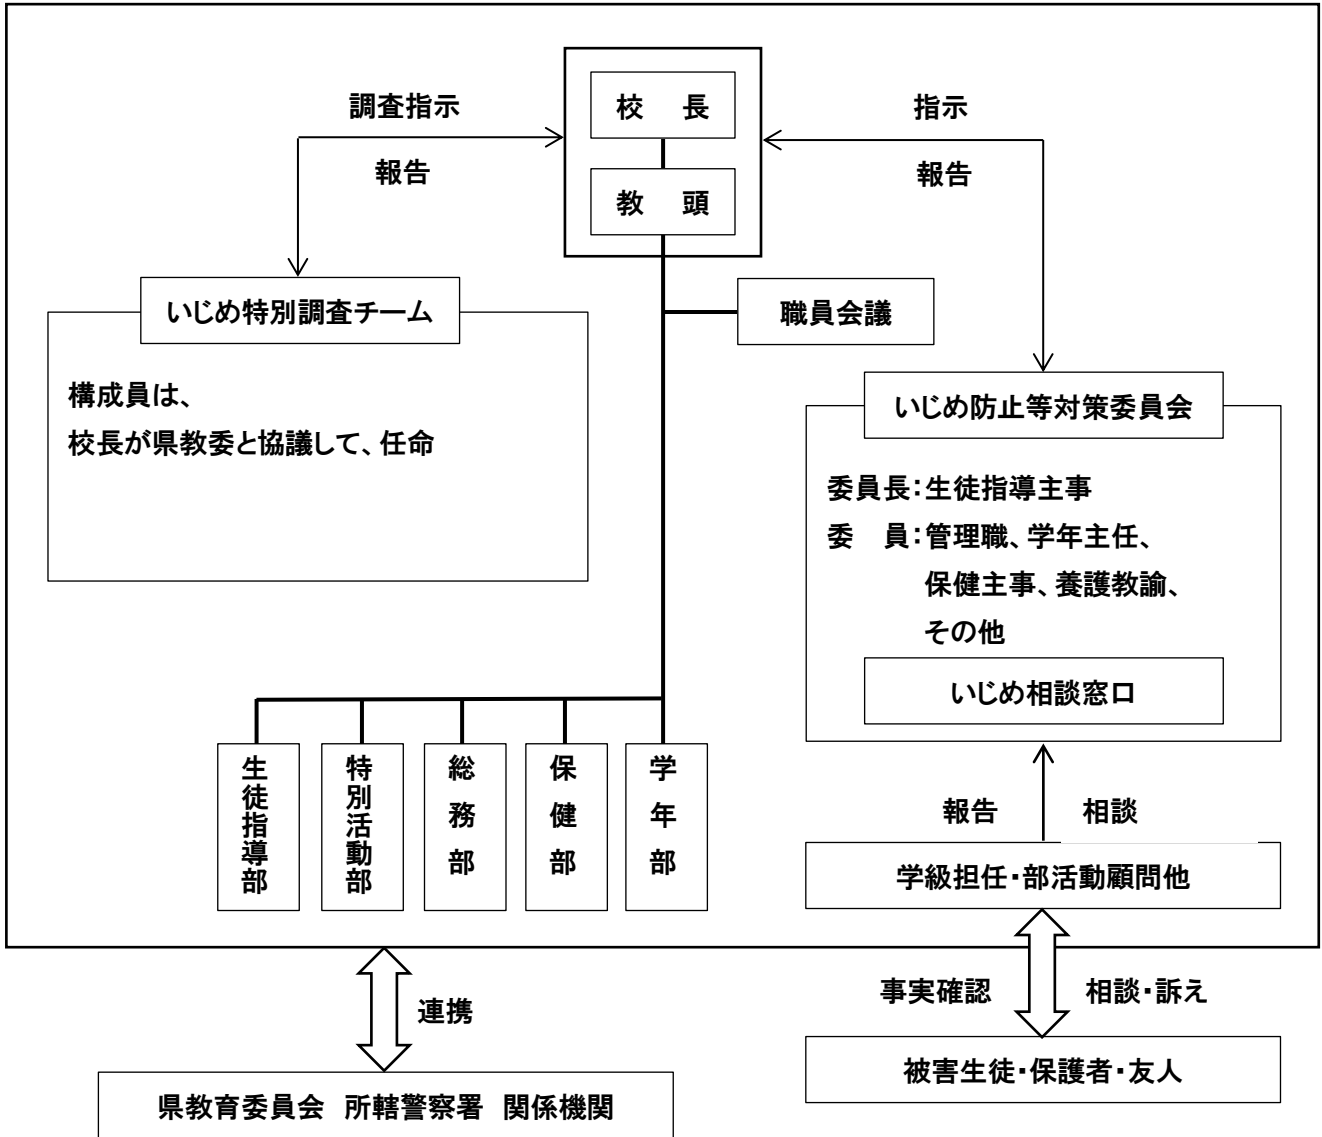 校　長
教　頭
調査指示
報告
指示
報告
いじめ特別調査チーム
構成員は、
校長が県教委と協議して、任命
職員会議
いじめ防止等対策委員会
委員長：生徒指導主事
委　員：管理職、学年主任、
保健主事、養護教諭、
その他
いじめ相談窓口
生徒指導部
特別活動部
総務部
保健部
学年部
報告　相談
学級担任・部活動顧問他
事実確認　相談・訴え
被害生徒・保護者・友人
連携
県教育委員会　所轄警察署　関係機関